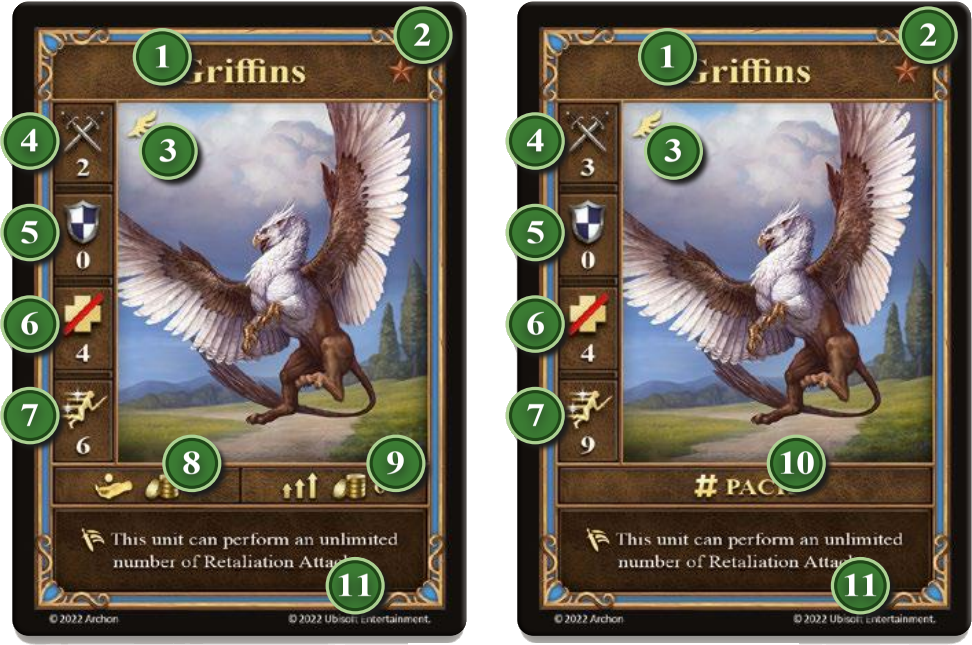 1
2
Griffins
3
4
2
5
0
6
4
7
6
8
9
This unit can perform an unlimited
number of Retaliation
11
© 2022 Archon
© 2022 Ubisoft Entertainment.
1
2
Griffins
3
4
3
5
0
6
4
7
9
10
# PACK
This unit can perform an unlimited
number of Retaliation
11
© 2022 Archon
© 2022 Ubisoft Entertainment.